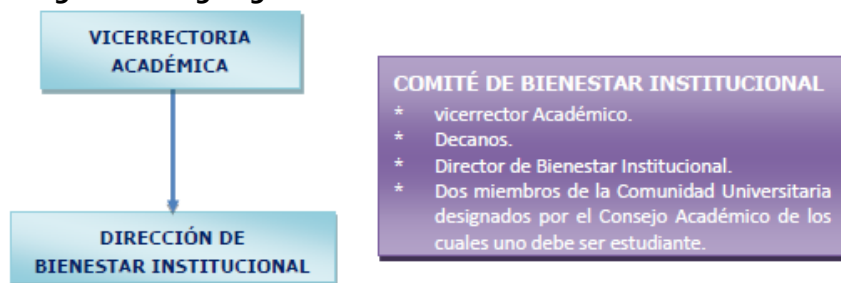 VICERRECTORIA
ACADÉMICA
COMITÉ DE BIENESTAR INSTITUCIONAL
* vicerrector Académico.
* Decanos.
* Director de Bienestar Institucional.
* Dos miembros de la Comunidad Universitaria
designados por el Consejo Académico de los
cuales uno debe ser estudiante.
DIRECCIÓN DE
BIENESTAR INSTITUCIONAL